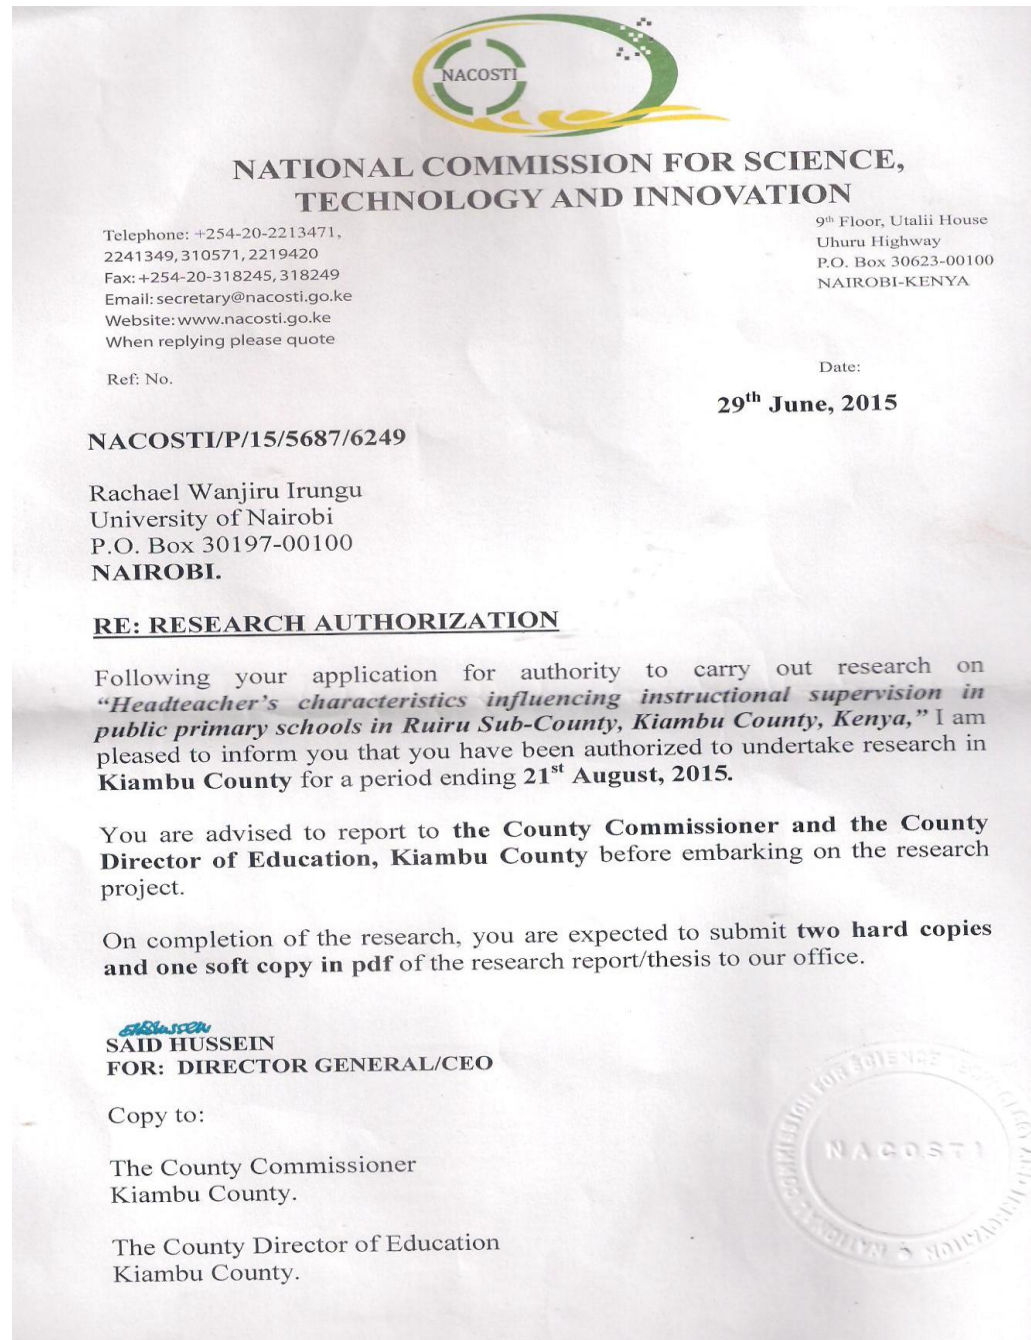 NACOSTI
NATIONAL COMMISSION FOR SCIENCE,
TECHNOLOGY AND INNOVATION
Telephone: +254-20-2213471,
2241349, 310571, 2219420
Fax: +254-20-318245, 318249
Email: secretary@nacosti.go.ke
Website: www.nacosti.go.ke
When replying please quote
9th Floor, Utalii House
Uhuru Highway
P.O. Box 30623-00100
NAIROBI-KENYA
Ref: No.
Date:
29th June, 2015
NACOSTI/P/15/5687/6249
Rachael Wanjiru Irungu
University of Nairobi
P.O. Box 30197-00100
NAIROBI.
RE: RESEARCH AUTHORIZATION
Following your application for authority to carry out research on
“Headteacher’s characteristics influencing instructional supervision in
public primary schools in Ruiru Sub-County, Kiambu County, Kenya,” I am
pleased to inform you that you have been authorized to undertake research in
Kiambu County for a period ending 21st August, 2015.
You are advised to report to the County Commissioner and the County
Director of Education, Kiambu County before embarking on the research
project.
On completion of the research, you are expected to submit two hard copies
and one soft copy in pdf of the research report/thesis to our office.
SAID HUSSEIN
FOR: DIRECTOR GENERAL/CEO
Copy to:
The County Commissioner
Kiambu County.
The County Director of Education
Kiambu County.
NATIONAL COMMISSION FOR SCIENCE TECHNOLOGY AND INNOVATION
NACOSTI